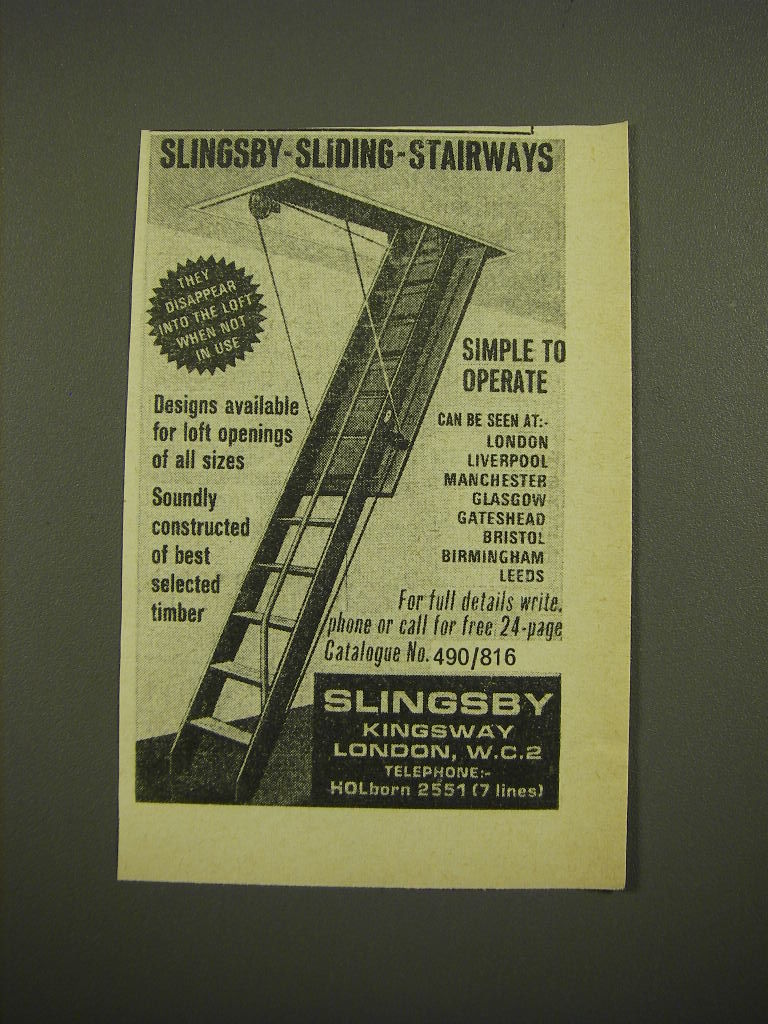 SLINGSBY-SLIDING-STAIRWAYS
THEY
DISAPPEAR
INTO THE LOFT
WHEN NOT
IN USE
SIMPLE TO
OPERATE
Designs available
for loft openings
of all sizes
Soundly
constructed
of best
selected
timber
CAN BE SEEN AT:-
LONDON
LIVERPOOL
MANCHESTER
GLASGOW
GATESHEAD
BRISTOL
BIRMINGHAM
LEEDS
For full details write,
phone or call for free 24-page
Catalogue No. 490/816
SLINGSBY
KINGSWAY
LONDON, W.C.2
TELEPHONE:-
HOLborn 2551 (7 lines)